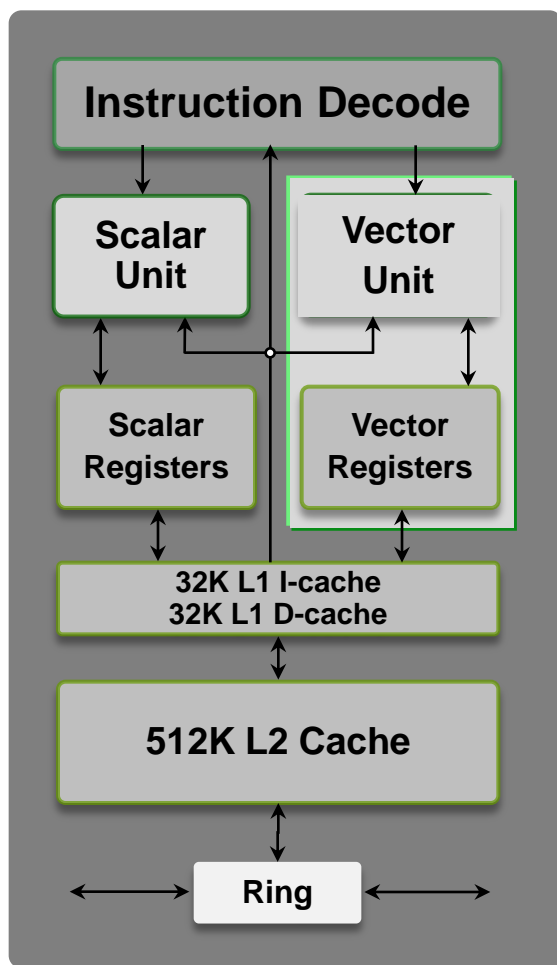 Instruction Decode
Scalar
Unit
Vector
Unit
Scalar
Registers
Vector
Registers
32K L1 I-cache
32K L1 D-cache
512K L2 Cache
Ring